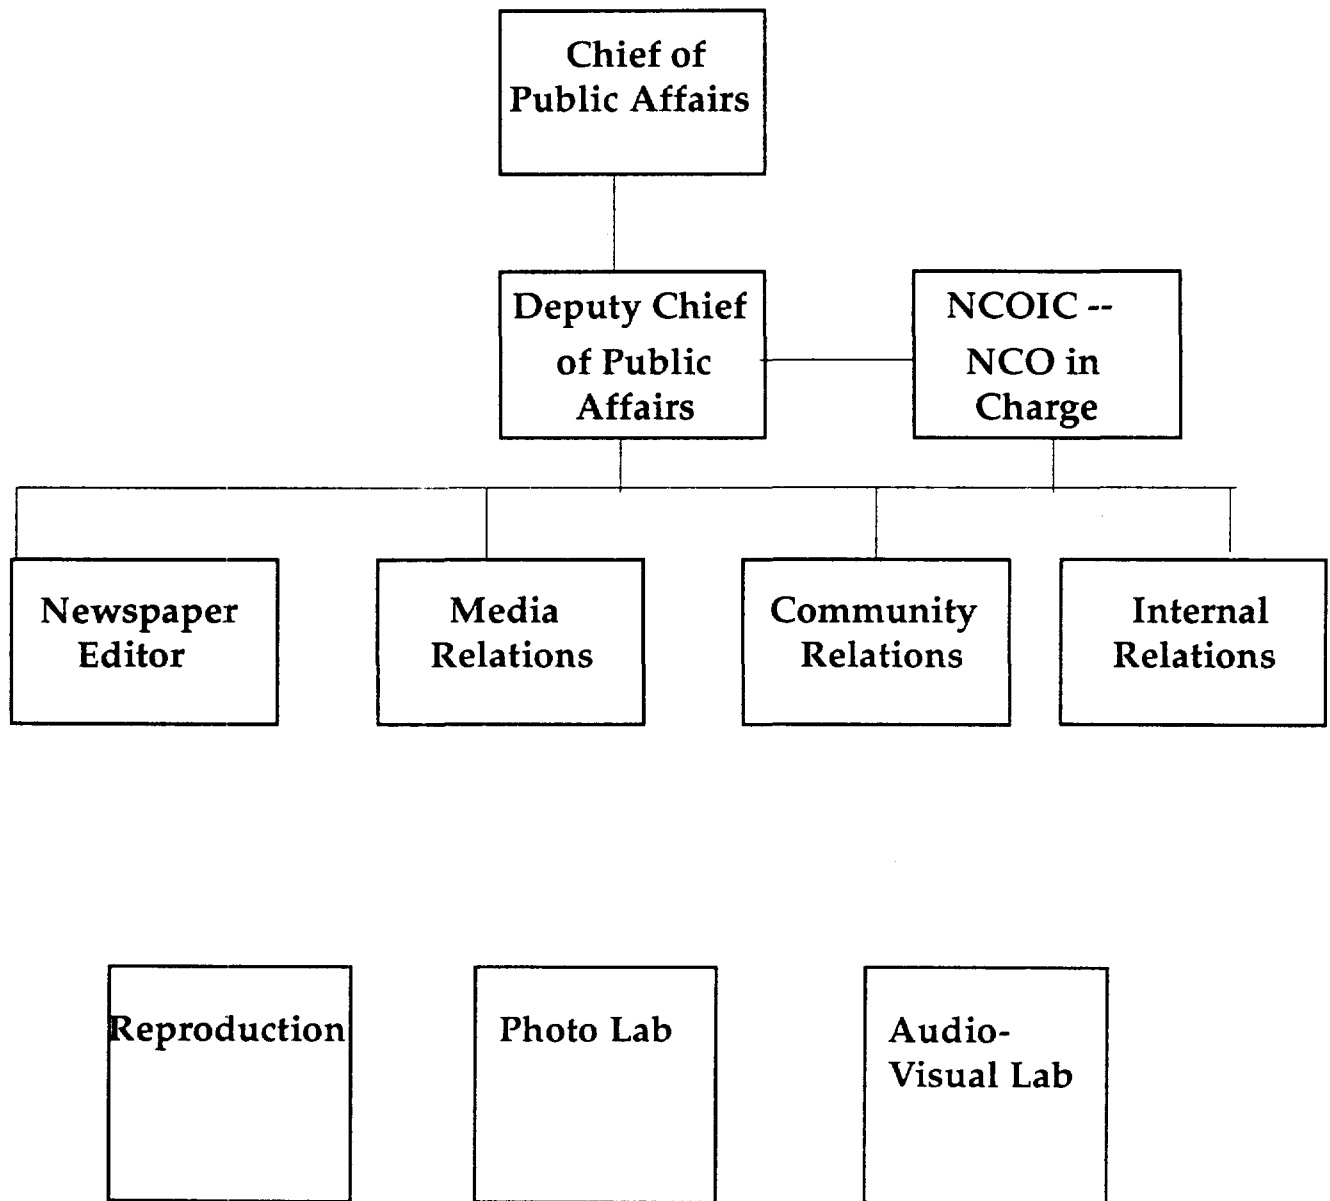 Chief of
Public Affairs
Deputy Chief
of Public
Affairs
NCOIC --
NCO in
Charge
Newspaper
Editor
Media
Relations
Community
Relations
Internal
Relations
Reproduction
Photo Lab
Audio-
Visual Lab